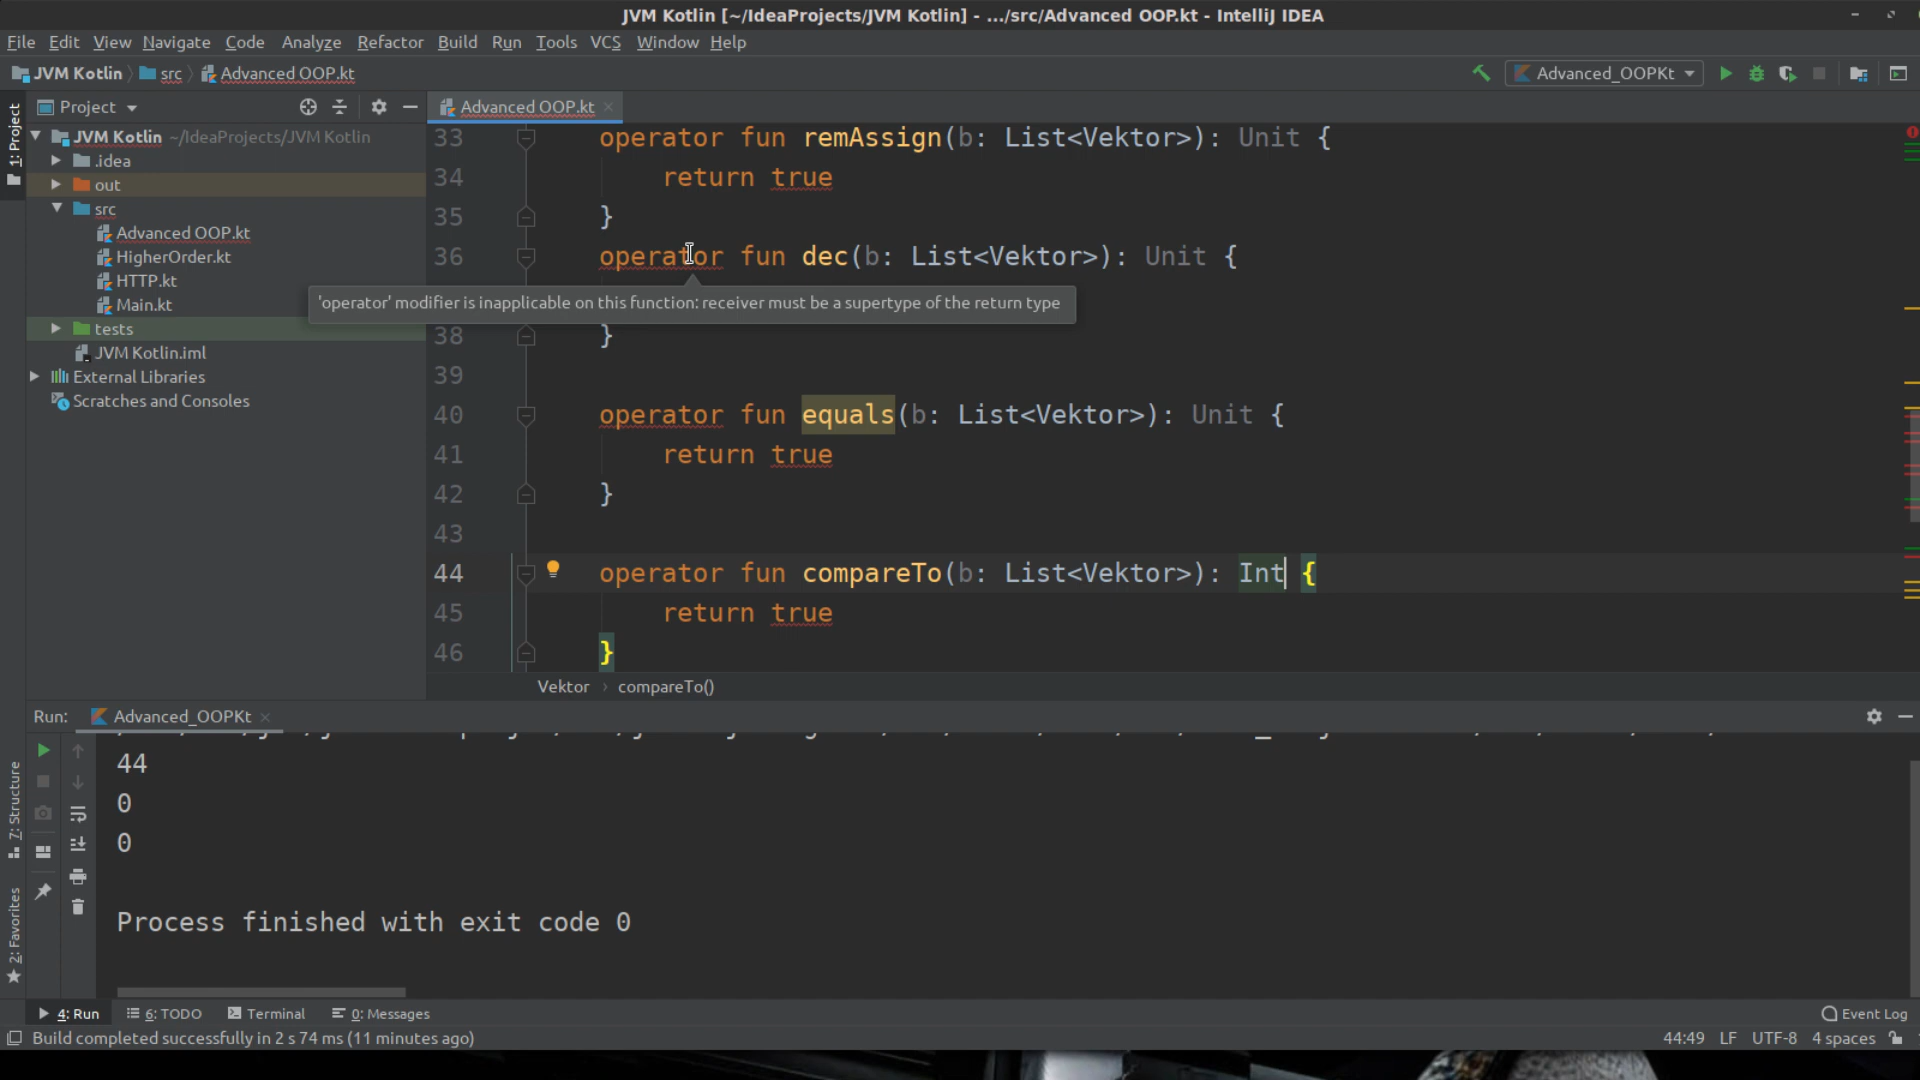 JVM Kotlin [~/IdeaProjects/JVM Kotlin] - .../src/Advanced OOP.kt - IntelliJ IDEA
File Edit View Navigate Code Analyze Refactor Build Run Tools VCS Window Help
JVM Kotlin src Advanced OOP.kt
Advanced_OOPKt
1: Project
Project
Advanced OOP.kt
JVM Kotlin ~/IdeaProjects/JVM Kotlin
.idea
out
src
Advanced OOP.kt
HigherOrder.kt
HTTP.kt
Main.kt
tests
JVM Kotlin.iml
External Libraries
Scratches and Consoles
33 operator fun remAssign(b: List<Vektor>): Unit {
34 return true
35 }
36 operator fun dec(b: List<Vektor>): Unit {
'operator' modifier is inapplicable on this function: receiver must be a supertype of the return type
38 }
39
40 operator fun equals(b: List<Vektor>): Unit {
41 return true
42 }
43
44 operator fun compareTo(b: List<Vektor>): Int {
45 return true
46 }
Vektor › compareTo()
Run: Advanced_OOPKt
44
0
0
Process finished with exit code 0
7: Structure
2: Favorites
4: Run 6: TODO Terminal 0: Messages
Event Log
Build completed successfully in 2 s 74 ms (11 minutes ago)
44:49 LF UTF-8 4 spaces